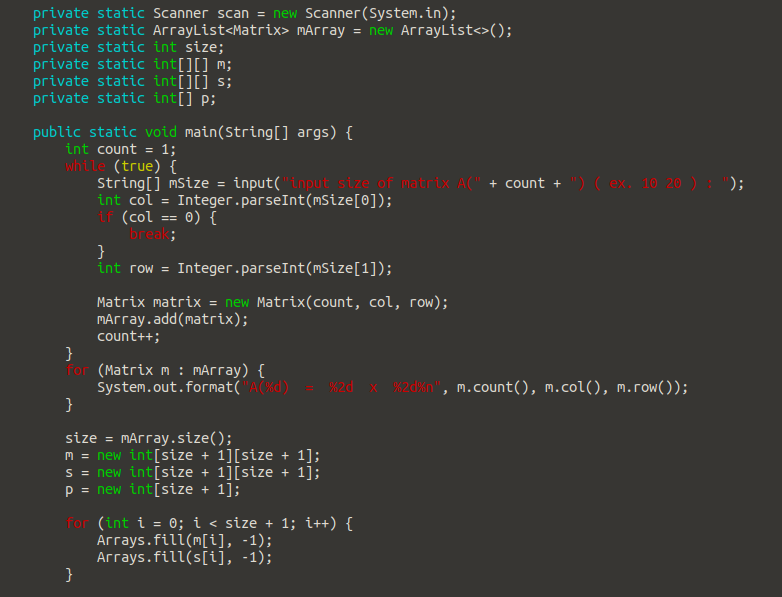 private static Scanner scan = new Scanner(System.in);
private static ArrayList<Matrix> mArray = new ArrayList<>();
private static int size;
private static int[][] m;
private static int[][] s;
private static int[] p;

public static void main(String[] args) {
    int count = 1;
    while (true) {
        String[] mSize = input("input size of matrix A(" + count + ") ( ex. 10 20 ) : ");
        int col = Integer.parseInt(mSize[0]);
        if (col == 0) {
            break;
        }
        int row = Integer.parseInt(mSize[1]);

        Matrix matrix = new Matrix(count, col, row);
        mArray.add(matrix);
        count++;
    }
    for (Matrix m : mArray) {
        System.out.format("A(%d)  =  %2d  x  %2d%n", m.count(), m.col(), m.row());
    }

    size = mArray.size();
    m = new int[size + 1][size + 1];
    s = new int[size + 1][size + 1];
    p = new int[size + 1];

    for (int i = 0; i < size + 1; i++) {
        Arrays.fill(m[i], -1);
        Arrays.fill(s[i], -1);
    }